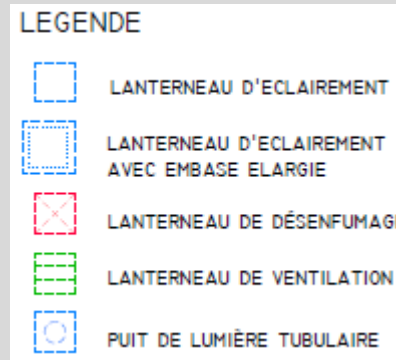 LEGENDE
LANTERNEAU D'ECLAIREMENT
LANTERNEAU D'ECLAIREMENT
AVEC EMBASE ELARGIE
LANTERNEAU DE DÉSENFUMAG
LANTERNEAU DE VENTILATION
PUIT DE LUMIÈRE TUBULAIRE